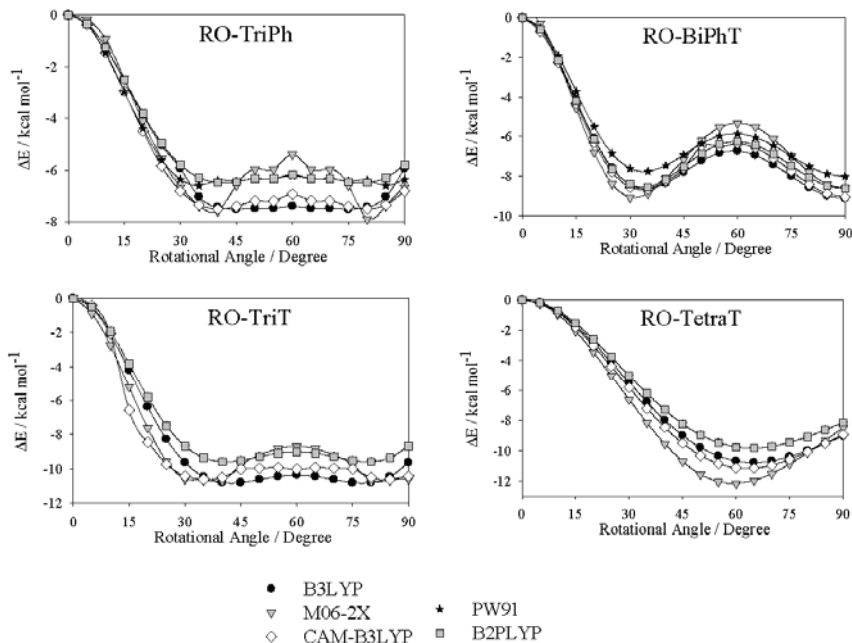 RO-TriPh
0
-2
-4
-6
-8
ΔE / kcal mol⁻¹
0 15 30 45 60 75 90
Rotational Angle / Degree
RO-BiPhT
0
-2
-4
-6
-8
-10
ΔE / kcal mol⁻¹
0 15 30 45 60 75 90
Rotational Angle / Degree
RO-TriT
0
-2
-4
-6
-8
-10
-12
ΔE / kcal mol⁻¹
0 15 30 45 60 75 90
Rotational Angle / Degree
RO-TetraT
0
-2
-4
-6
-8
-10
-12
ΔE / kcal mol⁻¹
0 15 30 45 60 75 90
Rotational Angle / Degree
B3LYP
M06-2X
CAM-B3LYP
PW91
B2PLYP